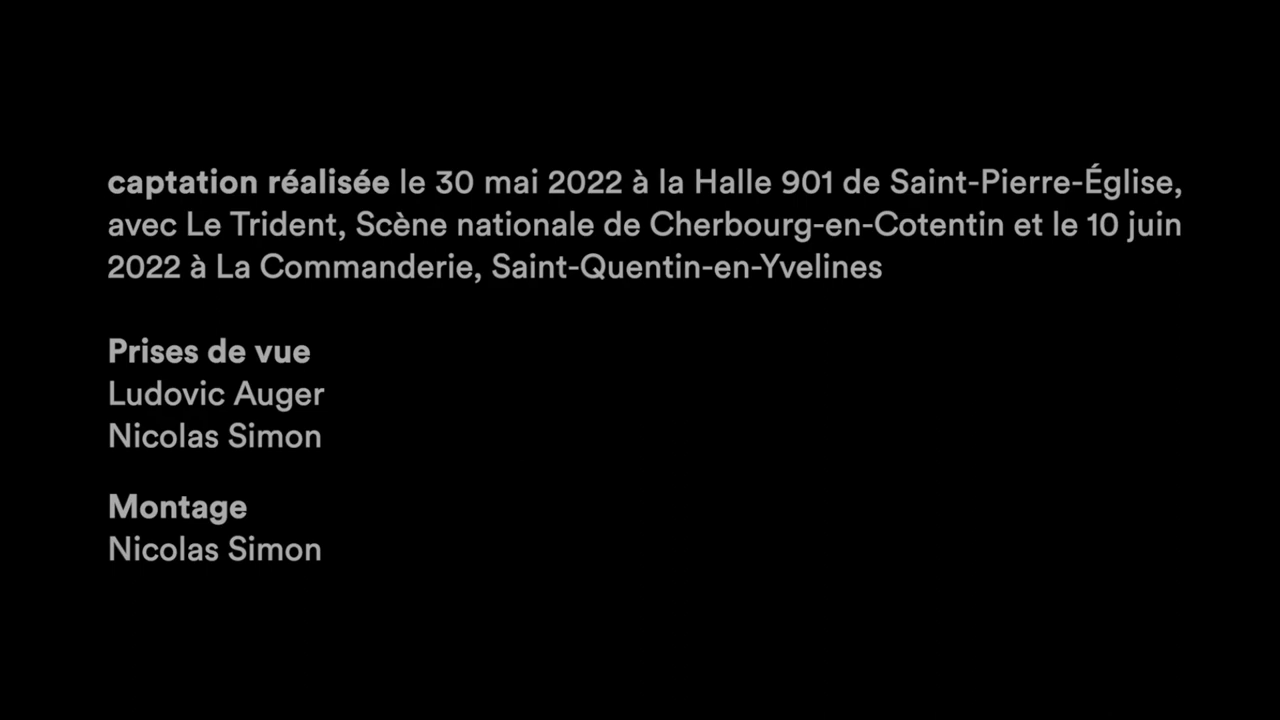 captation réalisée le 30 mai 2022 à la Halle 901 de Saint-Pierre-Église,
avec Le Trident, Scène nationale de Cherbourg-en-Cotentin et le 10 juin
2022 à La Commanderie, Saint-Quentin-en-Yvelines
Prises de vue
Ludovic Auger
Nicolas Simon
Montage
Nicolas Simon